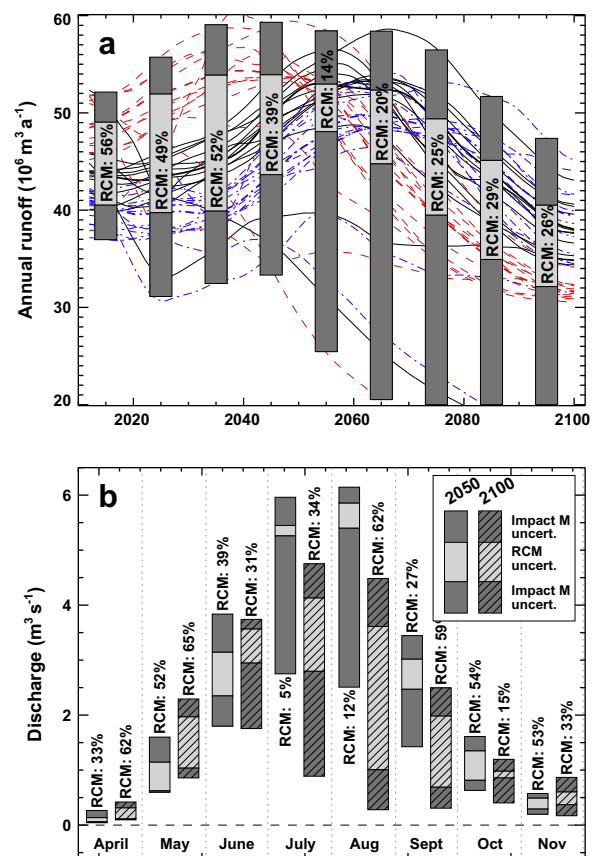 a
Annual runoff (10⁶ m³ a⁻¹)
60
50
40
30
20
RCM: 56%
RCM: 49%
RCM: 52%
RCM: 39%
RCM: 14%
RCM: 20%
RCM: 25%
RCM: 29%
RCM: 26%
2020 2040 2060 2080 2100
b
Discharge (m³ s⁻¹)
6
4
2
0
2050 2100
Impact M
uncert.
RCM
uncert.
Impact M
uncert.
RCM: 33%
RCM: 62%
RCM: 52%
RCM: 65%
RCM: 39%
RCM: 31%
RCM: 5%
RCM: 34%
RCM: 12%
RCM: 62%
RCM: 27%
RCM: 59%
RCM: 54%
RCM: 15%
RCM: 53%
RCM: 33%
April May June July Aug Sept Oct Nov